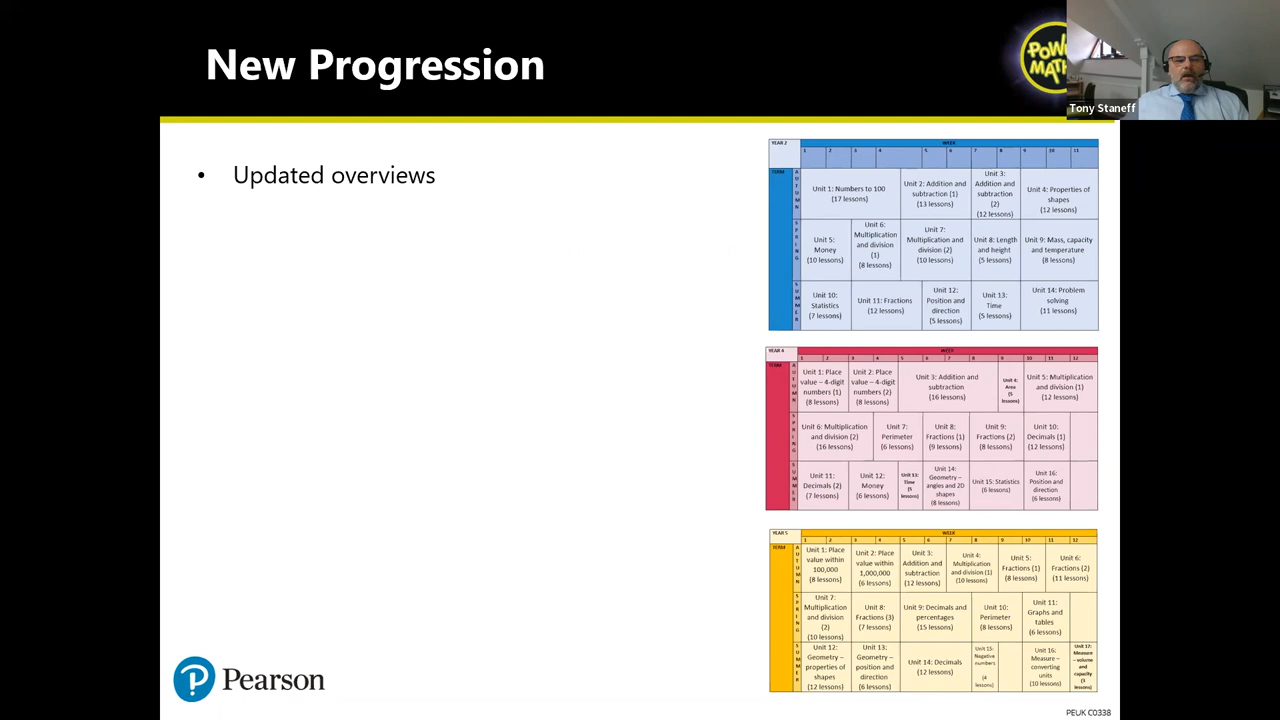 New Progression
POWER
MATHS
Tony Staneff
• Updated overviews
YEAR 2
WEEK
1 2 3 4 5 6 7 8 9 10 11
TERM
AUTUMN
Unit 1: Numbers to 100
(17 lessons)
Unit 2: Addition and
subtraction (1)
(13 lessons)
Unit 3:
Addition and
subtraction
(2)
(12 lessons)
Unit 4: Properties of
shapes
(12 lessons)
SPRING
Unit 5:
Money
(10 lessons)
Unit 6:
Multiplication
and division
(1)
(8 lessons)
Unit 7:
Multiplication and
division (2)
(10 lessons)
Unit 8: Length
and height
(5 lessons)
Unit 9: Mass, capacity
and temperature
(8 lessons)
SUMMER
Unit 10:
Statistics
(7 lessons)
Unit 11: Fractions
(12 lessons)
Unit 12:
Position and
direction
(5 lessons)
Unit 13:
Time
(5 lessons)
Unit 14: Problem
solving
(11 lessons)
YEAR 4
WEEK
1 2 3 4 5 6 7 8 9 10 11 12
TERM
AUTUMN
Unit 1: Place
value – 4-digit
numbers (1)
(8 lessons)
Unit 2: Place
value – 4-digit
numbers (2)
(8 lessons)
Unit 3: Addition and
subtraction
(16 lessons)
Unit 4:
Area
(5
lessons)
Unit 5: Multiplication
and division (1)
(12 lessons)
SPRING
Unit 6: Multiplication
and division (2)
(16 lessons)
Unit 7:
Perimeter
(6 lessons)
Unit 8:
Fractions (1)
(9 lessons)
Unit 9:
Fractions (2)
(8 lessons)
Unit 10:
Decimals (1)
(12 lessons)
SUMMER
Unit 11:
Decimals (2)
(7 lessons)
Unit 12:
Money
(6 lessons)
Unit 13:
Time
(5
lessons)
Unit 14:
Geometry –
angles and 2D
shapes
(8 lessons)
Unit 15: Statistics
(6 lessons)
Unit 16:
Position and
direction
(6 lessons)
YEAR 5
WEEK
1 2 3 4 5 6 7 8 9 10 11 12
TERM
AUTUMN
Unit 1: Place
value within
100,000
(8 lessons)
Unit 2: Place
value within
1,000,000
(6 lessons)
Unit 3:
Addition and
subtraction
(12 lessons)
Unit 4:
Multiplication
and division (1)
(10 lessons)
Unit 5:
Fractions (1)
(8 lessons)
Unit 6:
Fractions (2)
(11 lessons)
SPRING
Unit 7:
Multiplication
and division
(2)
(10 lessons)
Unit 8:
Fractions (3)
(7 lessons)
Unit 9: Decimals and
percentages
(15 lessons)
Unit 10:
Perimeter
(8 lessons)
Unit 11:
Graphs and
tables
(6 lessons)
SUMMER
Unit 12:
Geometry –
properties of
shapes
(12 lessons)
Unit 13:
Geometry –
position and
direction
(6 lessons)
Unit 14: Decimals
(12 lessons)
Unit 15:
Negative
numbers
(4
lessons)
Unit 16:
Measure –
converting
units
(10 lessons)
Unit 17:
Measure
– volume
and
capacity
(5
lessons)
Pearson
PEUK C0338